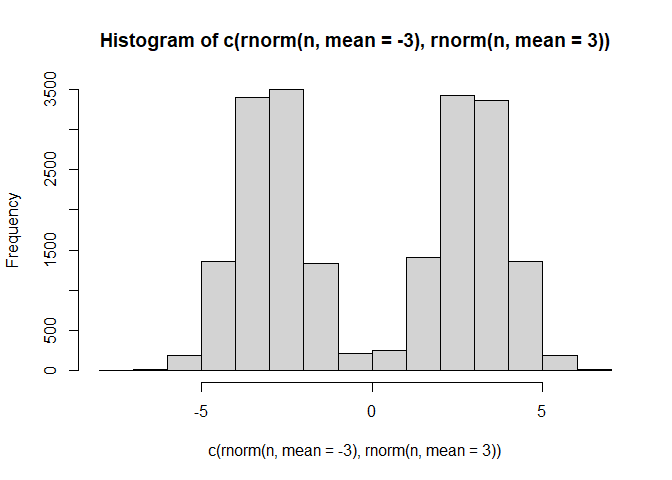 Histogram of c(rnorm(n, mean = -3), rnorm(n, mean = 3))
Frequency
3500
2500
1500
500
0
-5 0 5
c(rnorm(n, mean = -3), rnorm(n, mean = 3))